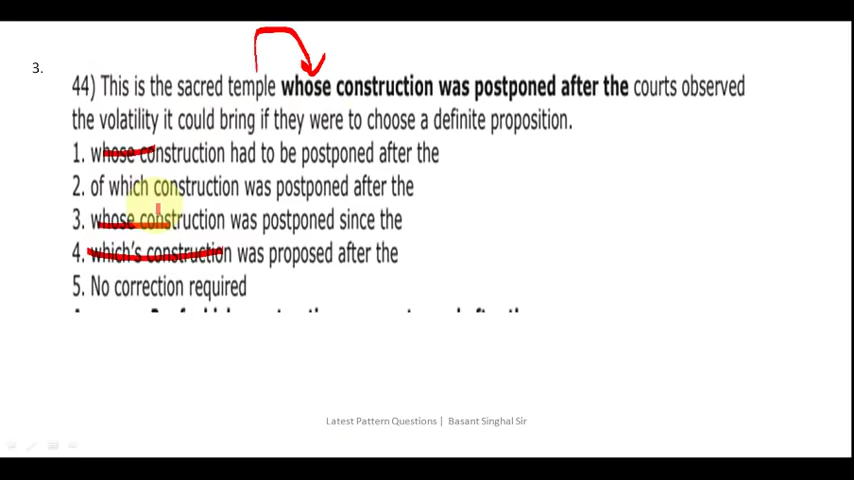 3.
44) This is the sacred temple whose construction was postponed after the courts observed
the volatility it could bring if they were to choose a definite proposition.
1. whose construction had to be postponed after the
2. of which construction was postponed after the
3. whose construction was postponed since the
4. which's construction was proposed after the
5. No correction required
Latest Pattern Questions | Basant Singhal Sir